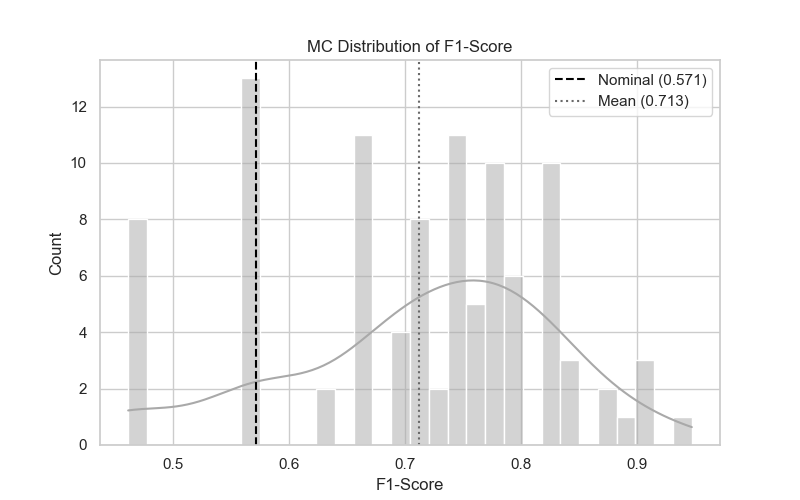 MC Distribution of F1-Score
Nominal (0.571)
Mean (0.713)
Count
12
10
8
6
4
2
0
0.5 0.6 0.7 0.8 0.9
F1-Score